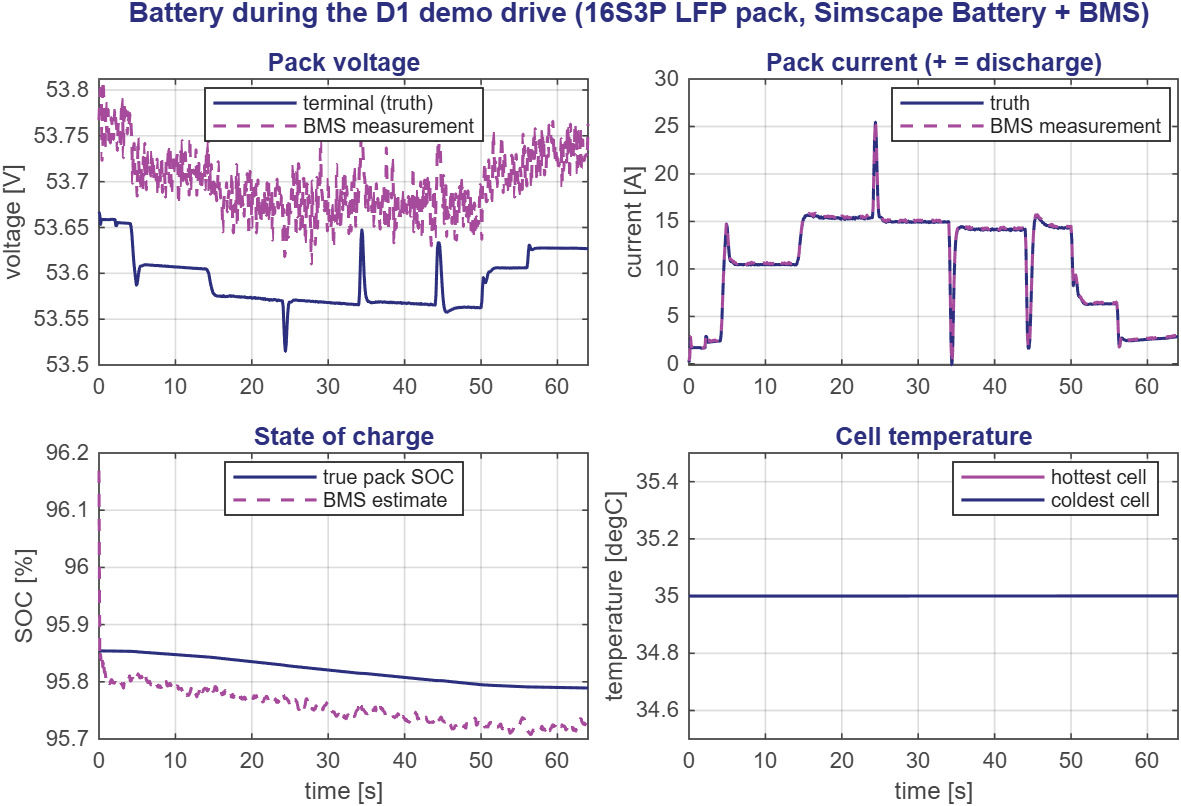 Battery during the D1 demo drive (16S3P LFP pack, Simscape Battery + BMS)
Pack voltage
terminal (truth)
BMS measurement
voltage [V]
53.8
53.75
53.7
53.65
53.6
53.55
53.5
0 10 20 30 40 50 60
Pack current (+ = discharge)
truth
BMS measurement
current [A]
30
25
20
15
10
5
0
0 10 20 30 40 50 60
State of charge
true pack SOC
BMS estimate
SOC [%]
96.2
96.1
96
95.9
95.8
95.7
0 10 20 30 40 50 60
time [s]
Cell temperature
hottest cell
coldest cell
temperature [degC]
35.4
35.2
35
34.8
34.6
0 10 20 30 40 50 60
time [s]